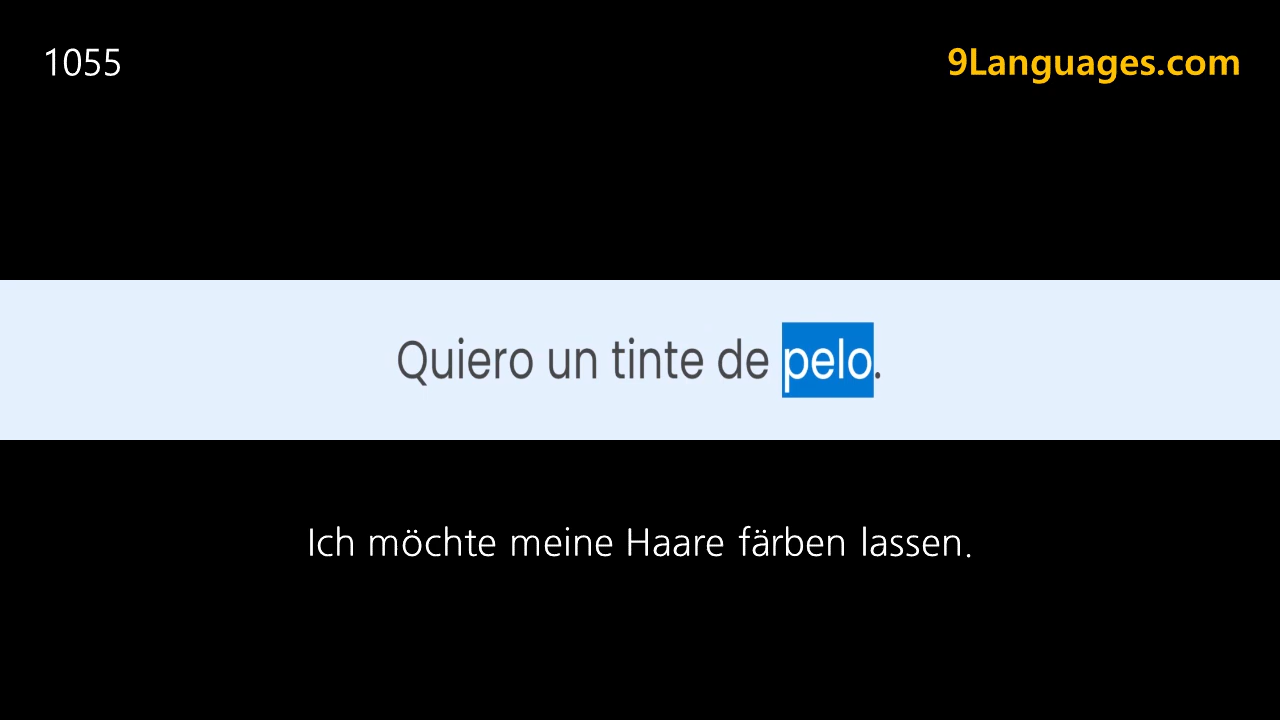 1055
9Languages.com
Quiero un tinte de pelo.
Ich möchte meine Haare färben lassen.